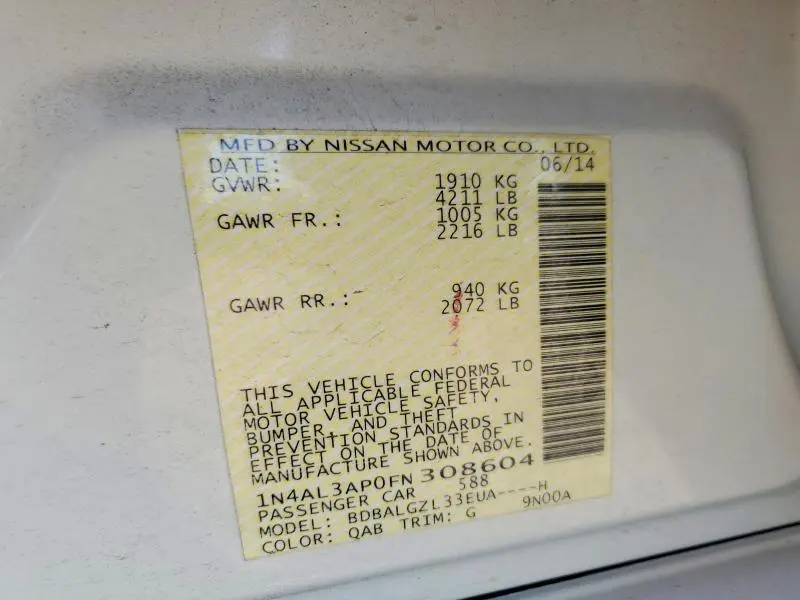 MFD BY NISSAN MOTOR CO., LTD.
DATE: 06/14
GVWR: 1910 KG
4211 LB
GAWR FR.: 1005 KG
2216 LB
GAWR RR.: 940 KG
2072 LB
THIS VEHICLE CONFORMS TO
ALL APPLICABLE FEDERAL
MOTOR VEHICLE SAFETY,
BUMPER, AND THEFT
PREVENTION STANDARDS IN
EFFECT ON THE DATE OF
MANUFACTURE SHOWN ABOVE.
1N4AL3AP0FN308604
PASSENGER CAR 588
MODEL: BDBALGZL33EUA----H
COLOR: QAB TRIM: G 9N00A